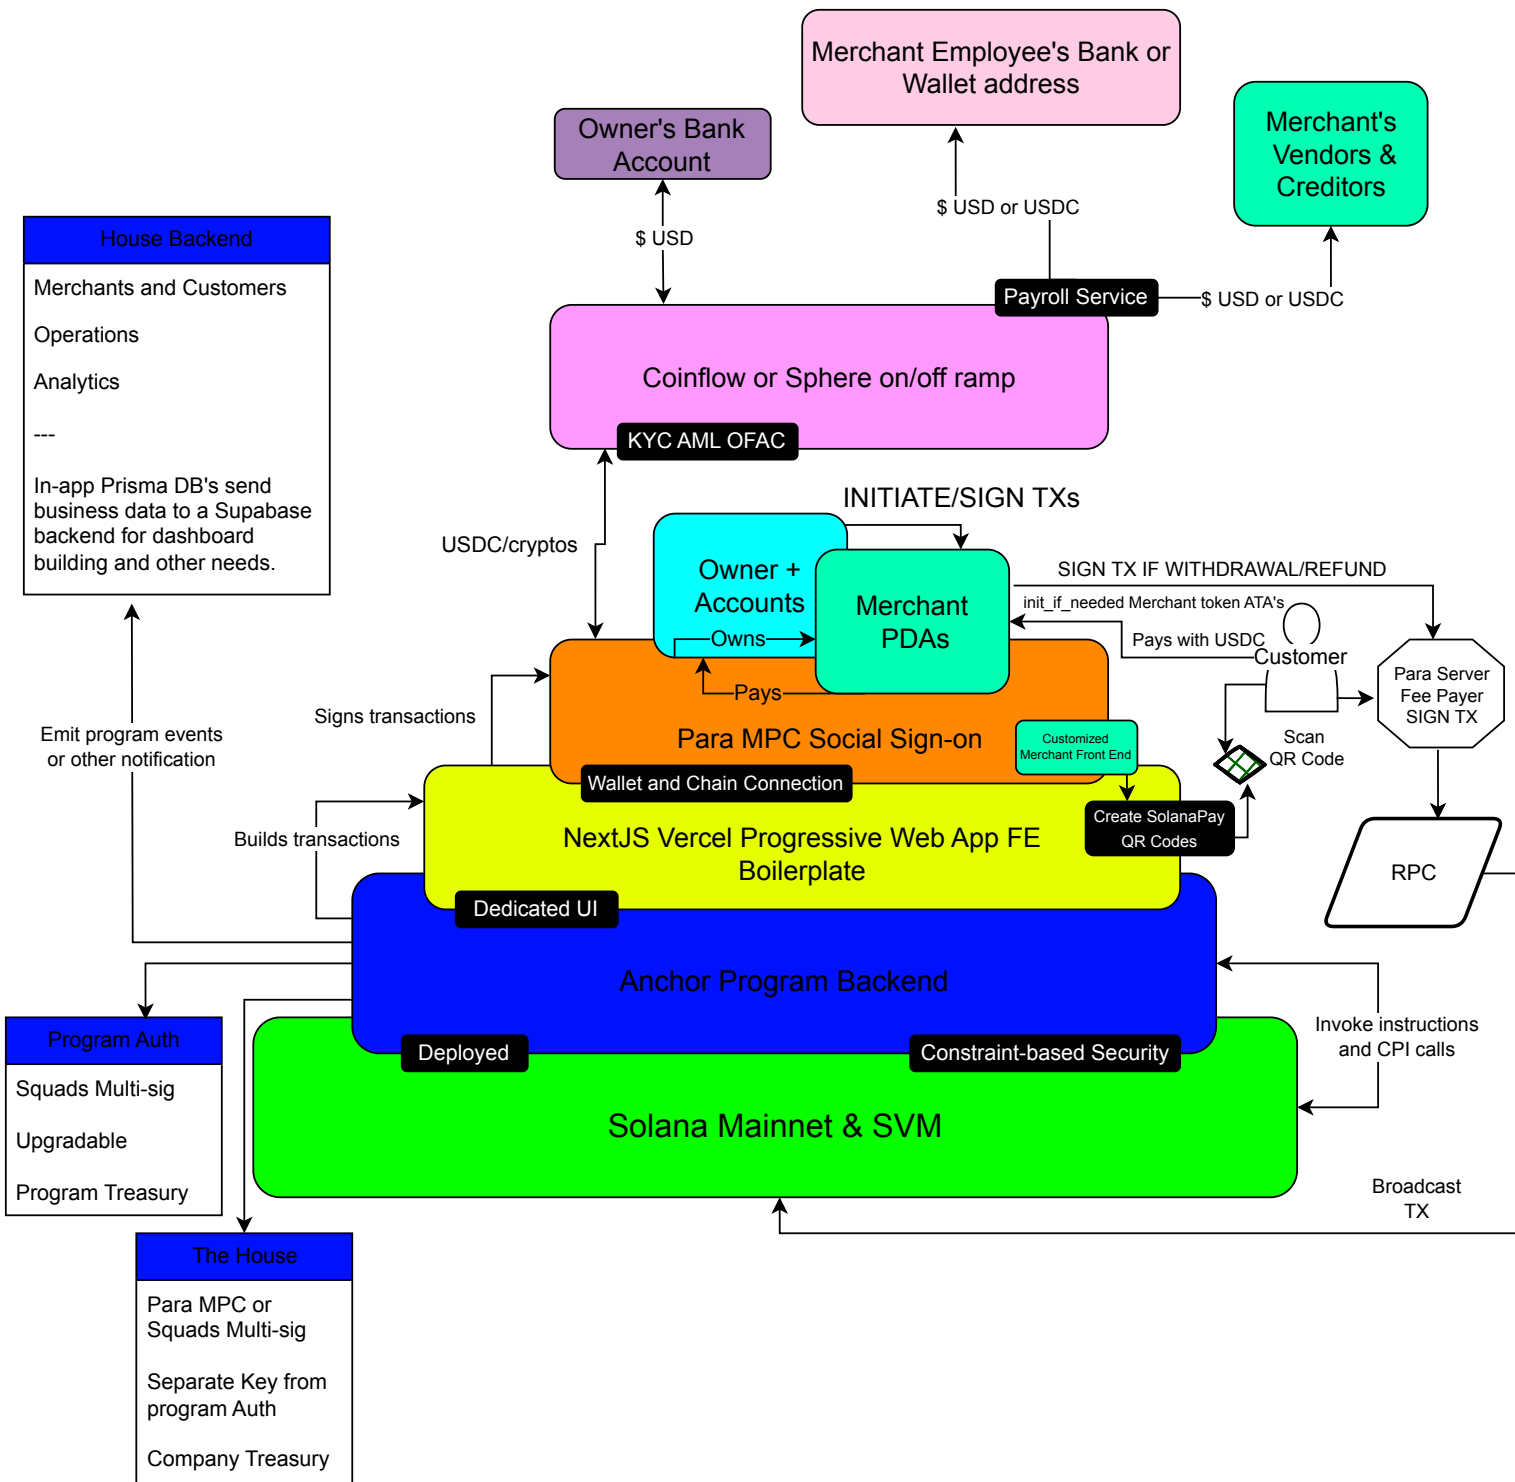 Merchant Employee's Bank or
Wallet address
Owner's Bank
Account
Merchant's
Vendors &
Creditors
$ USD
$ USD or USDC
Payroll Service
$ USD or USDC
House Backend
Merchants and Customers
Operations
Analytics
---
In-app Prisma DB's send
business data to a Supabase
backend for dashboard
building and other needs.
Coinflow or Sphere on/off ramp
KYC AML OFAC
USDC/cryptos
INITIATE/SIGN TXs
Owner +
Accounts
Merchant
PDAs
Owns
Pays
SIGN TX IF WITHDRAWAL/REFUND
init_if_needed Merchant token ATA's
Pays with USDC
Customer
Para Server
Fee Payer
SIGN TX
Scan
QR Code
Signs transactions
Para MPC Social Sign-on
Customized
Merchant Front End
Wallet and Chain Connection
Emit program events
or other notification
Builds transactions
NextJS Vercel Progressive Web App FE
Boilerplate
Create SolanaPay
QR Codes
Dedicated UI
RPC
Anchor Program Backend
Deployed
Constraint-based Security
Invoke instructions
and CPI calls
Program Auth
Squads Multi-sig
Upgradable
Program Treasury
Solana Mainnet & SVM
Broadcast
TX
The House
Para MPC or
Squads Multi-sig
Separate Key from
program Auth
Company Treasury